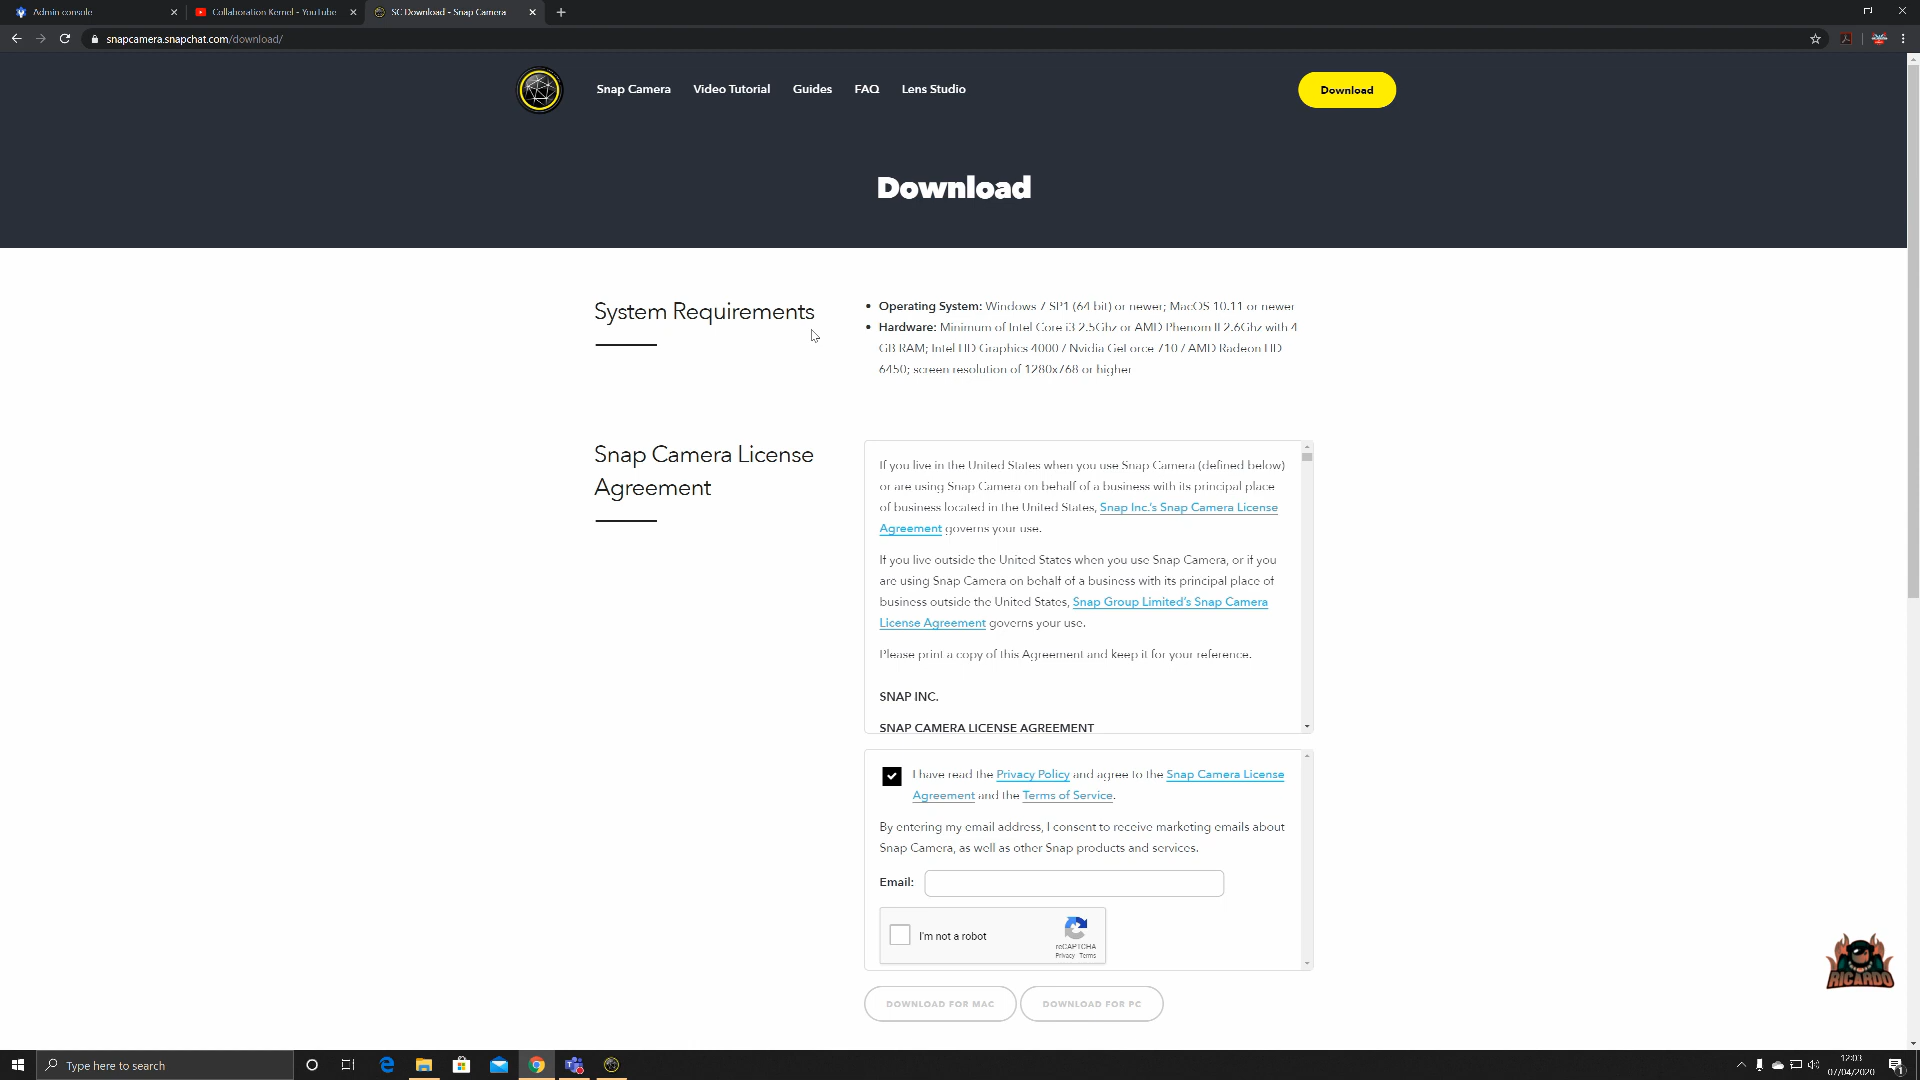 Admin console
Collaboration Kernel - YouTube
SC Download - Snap Camera
snapcamera.snapchat.com/download/
Snap Camera Video Tutorial Guides FAQ Lens Studio
Download
Download
System Requirements
• Operating System: Windows 7 SP1 (64 bit) or newer; MacOS 10.11 or newer
• Hardware: Minimum of Intel Core i3 2.5Ghz or AMD Phenom II 2.6Ghz with 4
GB RAM; Intel HD Graphics 4000 / Nvidia GeForce 710 / AMD Radeon HD
6450; screen resolution of 1280x768 or higher
Snap Camera License
Agreement
If you live in the United States when you use Snap Camera (defined below)
or are using Snap Camera on behalf of a business with its principal place
of business located in the United States, Snap Inc.'s Snap Camera License
Agreement governs your use.
If you live outside the United States when you use Snap Camera, or if you
are using Snap Camera on behalf of a business with its principal place of
business outside the United States, Snap Group Limited's Snap Camera
License Agreement governs your use.
Please print a copy of this Agreement and keep it for your reference.
SNAP INC.
SNAP CAMERA LICENSE AGREEMENT
I have read the Privacy Policy and agree to the Snap Camera License
Agreement and the Terms of Service.
By entering my email address, I consent to receive marketing emails about
Snap Camera, as well as other Snap products and services.
Email:
I'm not a robot
reCAPTCHA
Privacy - Terms
DOWNLOAD FOR MAC
DOWNLOAD FOR PC
RICARDO
Type here to search
12:03
07/04/2020
1